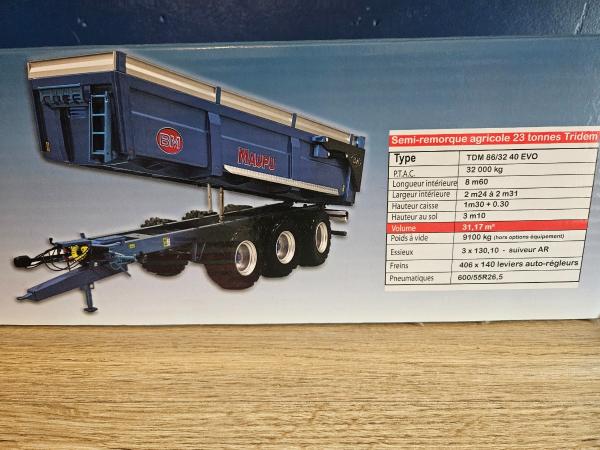 COREL
BM
MAUPU
Semi-remorque agricole 23 tonnes Tridem
Type TDM 86/32 40 EVO
P.T.A.C. 32 000 kg
Longueur intérieure 8 m60
Largeur intérieure 2 m24 à 2 m31
Hauteur caisse 1m30 + 0.30
Hauteur au sol 3 m10
Volume 31,17 m³
Poids à vide 9100 kg (hors options équipement)
Essieux 3 x 130,10 - suiveur AR
Freins 406 x 140 leviers auto-régleurs
Pneumatiques 600/55R26,5